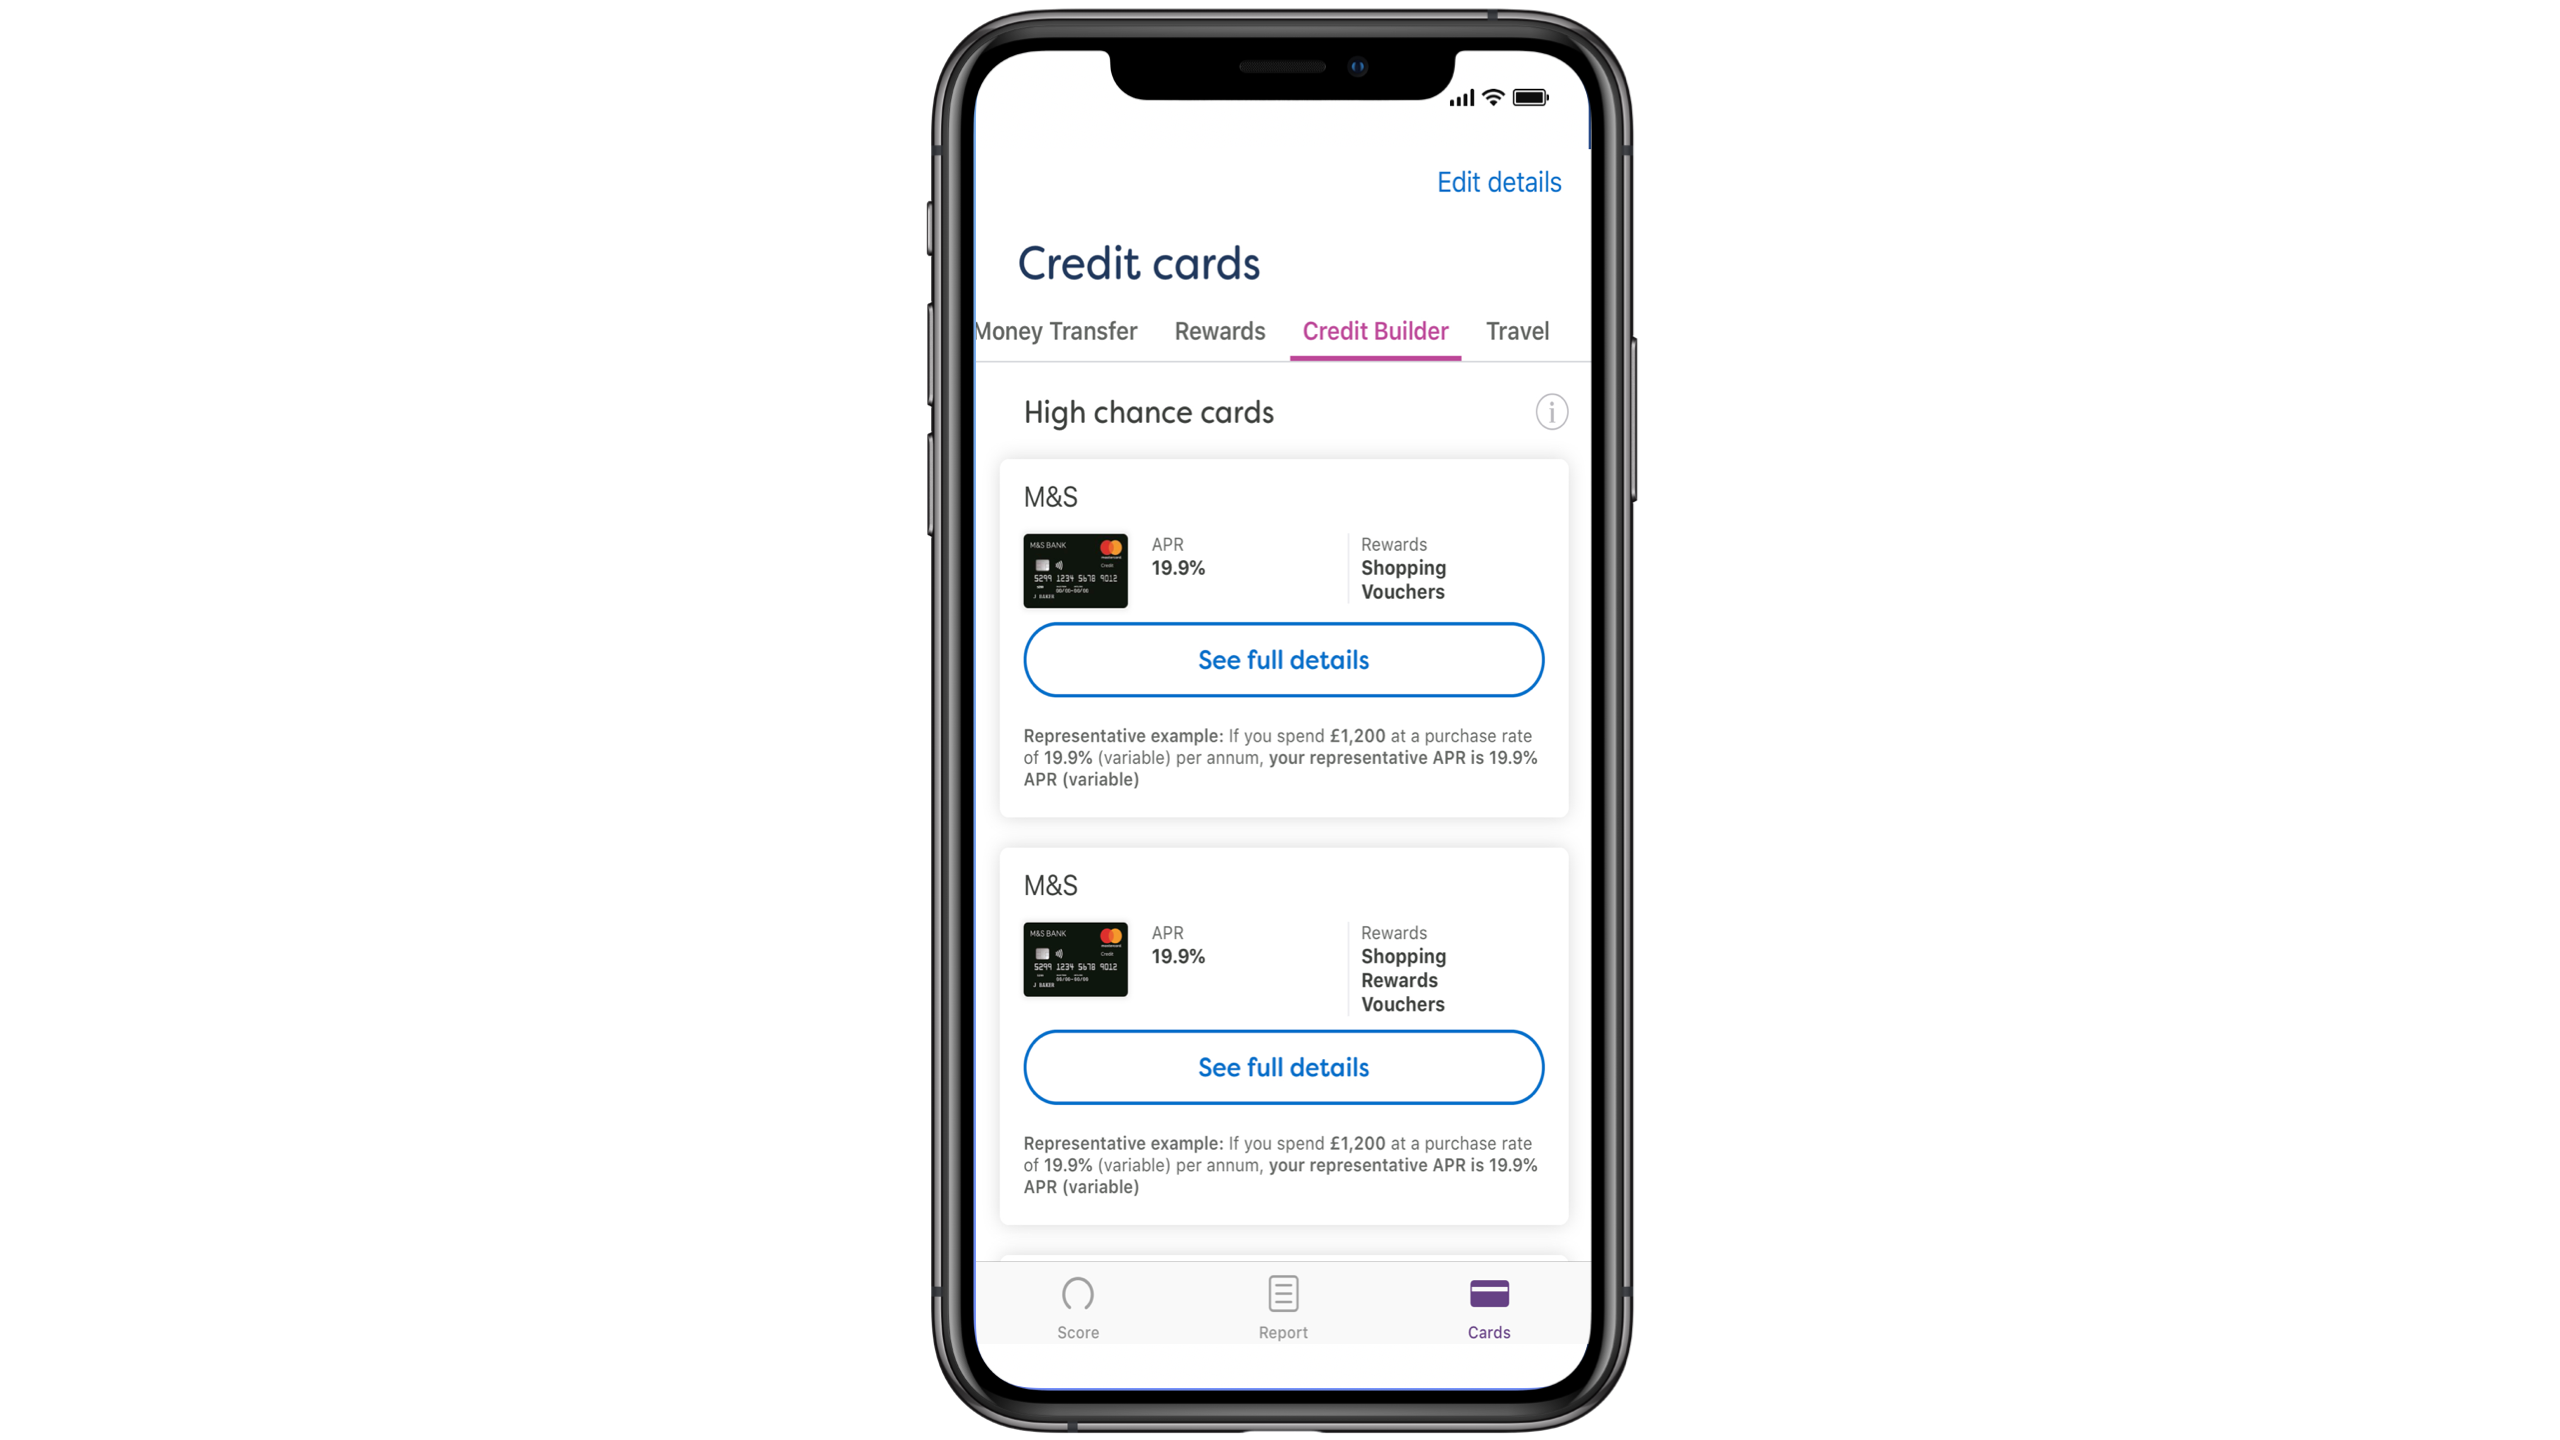 Edit details
Credit cards
Money Transfer Rewards Credit Builder Travel
High chance cards
M&S
M&S BANK
mastercard
Credit
5299 1234 5678 9012
J BAKER
APR
19.9%
Rewards
Shopping
Vouchers
See full details
Representative example: If you spend £1,200 at a purchase rate
of 19.9% (variable) per annum, your representative APR is 19.9%
APR (variable)
M&S
M&S BANK
mastercard
Credit
5299 1234 5678 9012
J BAKER
APR
19.9%
Rewards
Shopping
Rewards
Vouchers
See full details
Representative example: If you spend £1,200 at a purchase rate
of 19.9% (variable) per annum, your representative APR is 19.9%
APR (variable)
Score Report Cards